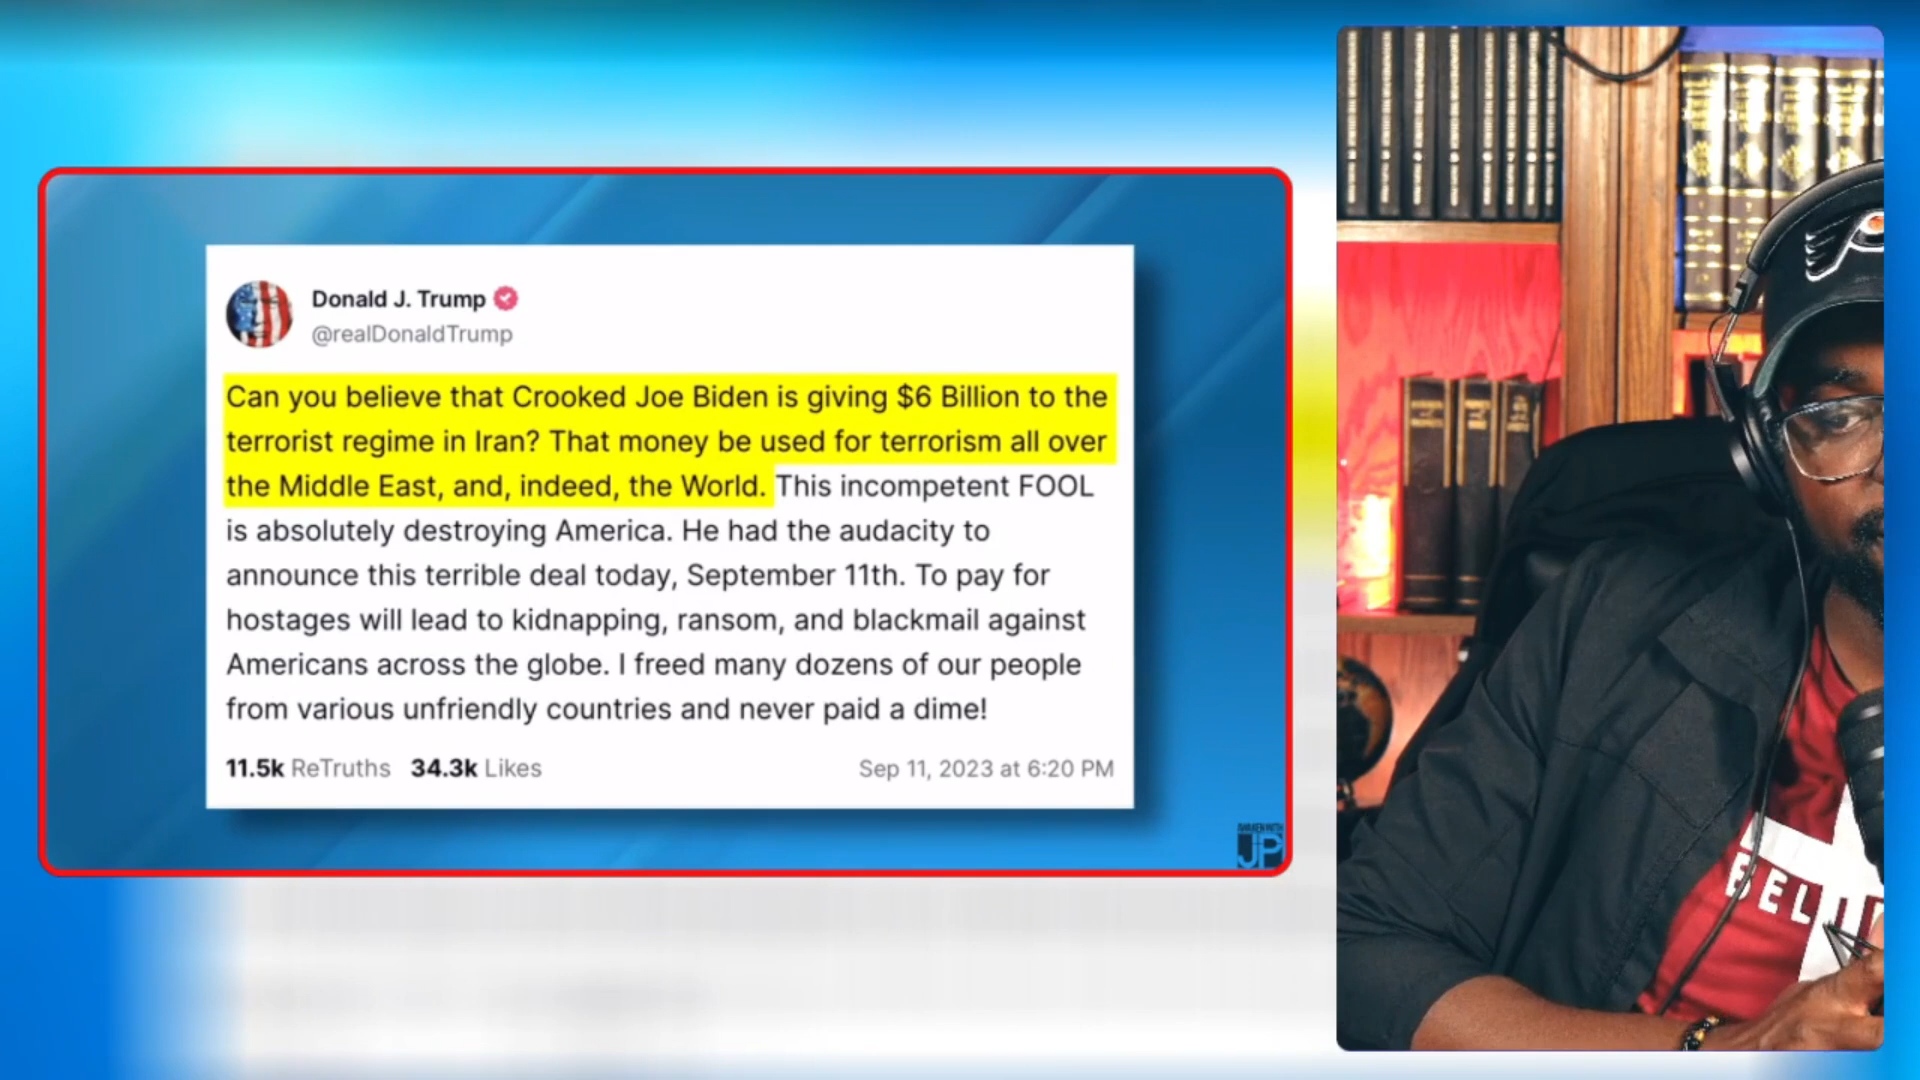 Donald J. Trump
@realDonaldTrump
Can you believe that Crooked Joe Biden is giving $6 Billion to the
terrorist regime in Iran? That money be used for terrorism all over
the Middle East, and, indeed, the World. This incompetent FOOL
is absolutely destroying America. He had the audacity to
announce this terrible deal today, September 11th. To pay for
hostages will lead to kidnapping, ransom, and blackmail against
Americans across the globe. I freed many dozens of our people
from various unfriendly countries and never paid a dime!
11.5k ReTruths 34.3k Likes
Sep 11, 2023 at 6:20 PM
AWAKEN WITH
JP
BEL